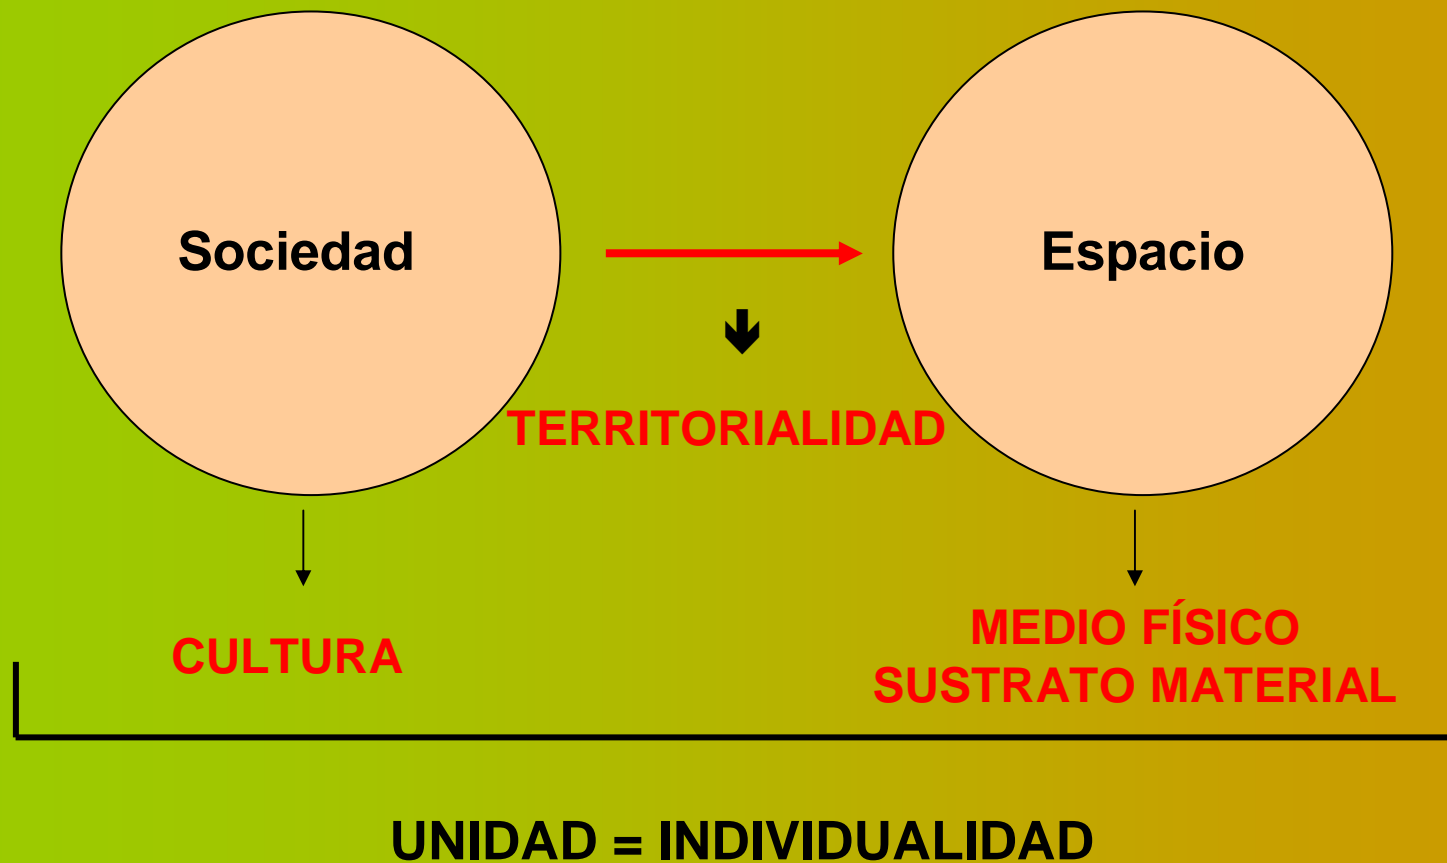 Sociedad
Espacio
TERRITORIALIDAD
CULTURA
MEDIO FÍSICO
SUSTRATO MATERIAL
UNIDAD = INDIVIDUALIDAD